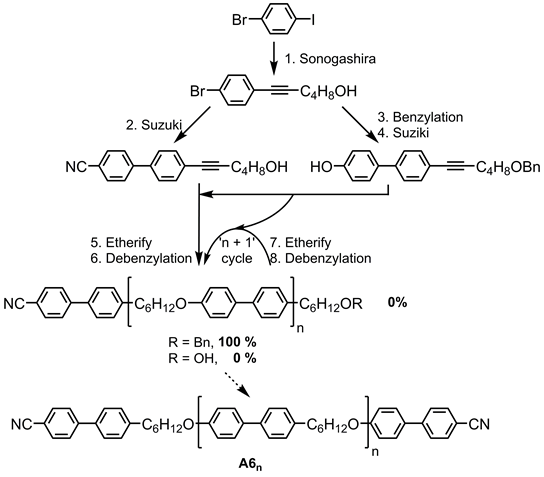 Br I
1. Sonogashira
Br C4H8OH
2. Suzuki
3. Benzylation
4. Suziki
NC C4H8OH
HO C4H8OBn
5. Etherify
6. Debenzylation
'n + 1'
cycle
7. Etherify
8. Debenzylation
NC C6H12O C6H12OR n 0%
R = Bn, 100 %
R = OH, 0 %
NC C6H12O C6H12O n CN
A6n